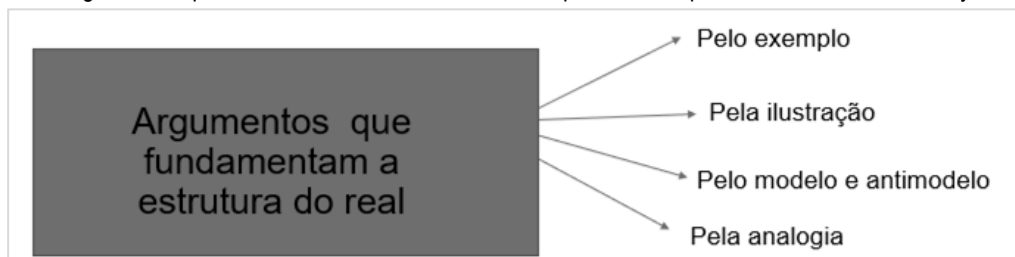 Argumentos que
fundamentam a
estrutura do real
Pelo exemplo
Pela ilustração
Pelo modelo e antimodelo
Pela analogia